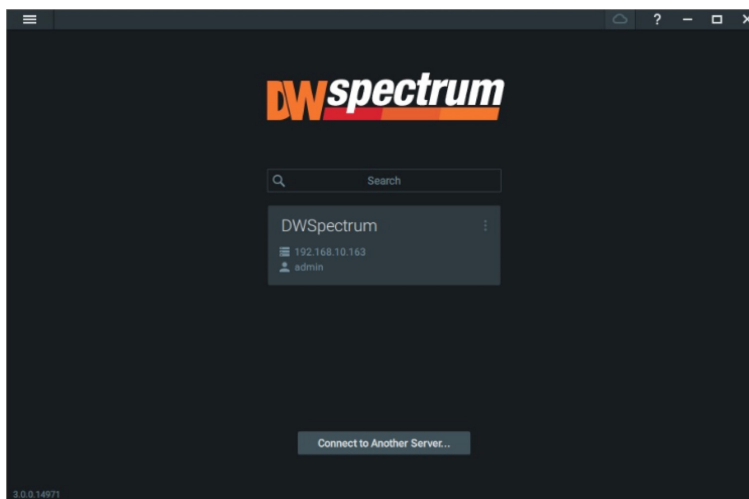 ?
DWspectrum
Search
DWSpectrum
192.168.10.163
admin
Connect to Another Server...
3.0.0.14971